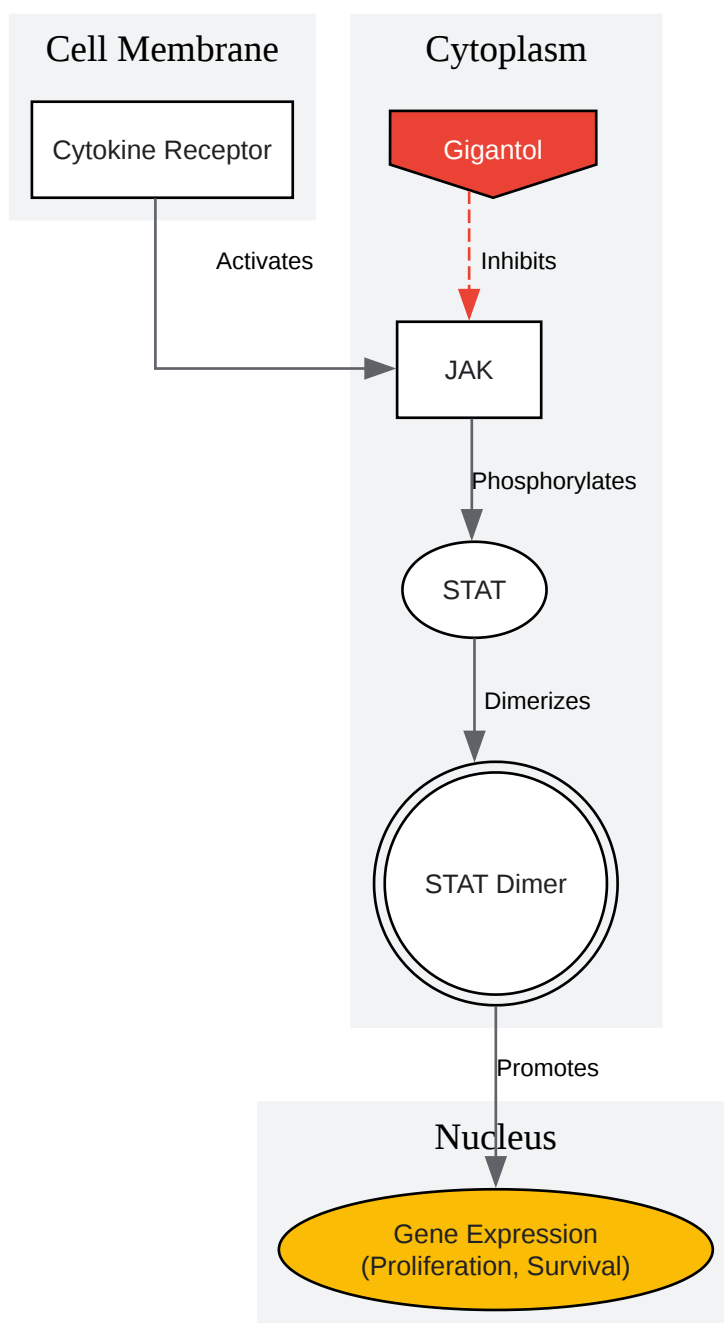 Cell Membrane
Cytoplasm
Cytokine Receptor
Gigantol
Activates
Inhibits
JAK
Phosphorylates
STAT
Dimerizes
STAT Dimer
Promotes
Nucleus
Gene Expression
(Proliferation, Survival)